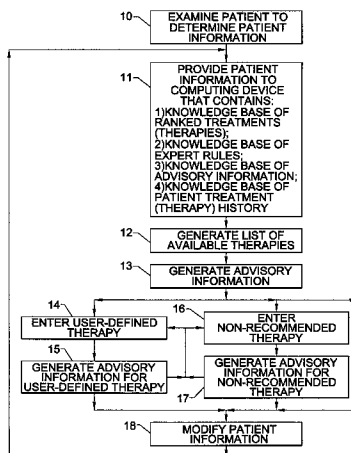 10
EXAMINE PATIENT TO
DETERMINE PATIENT
INFORMATION
11
PROVIDE PATIENT
INFORMATION TO
COMPUTING DEVICE
THAT CONTAINS:
1)KNOWLEDGE BASE OF
RANKED TREATMENTS
(THERAPIES);
2)KNOWLEDGE BASE OF
EXPERT RULES;
3)KNOWLEDGE BASE OF
ADVISORY INFORMATION;
4)KNOWLEDGE BASE OF
PATIENT TREATMENT
(THERAPY) HISTORY
12
GENERATE LIST OF
AVAILABLE THERAPIES
13
GENERATE ADVISORY
INFORMATION
14
ENTER USER-DEFINED
THERAPY
15
GENERATE ADVISORY
INFORMATION FOR
USER-DEFINED THERAPY
16
ENTER
NON-RECOMMENDED
THERAPY
GENERATE ADVISORY
INFORMATION FOR
NON-RECOMMENDED
THERAPY
17
18
MODIFY PATIENT
INFORMATION